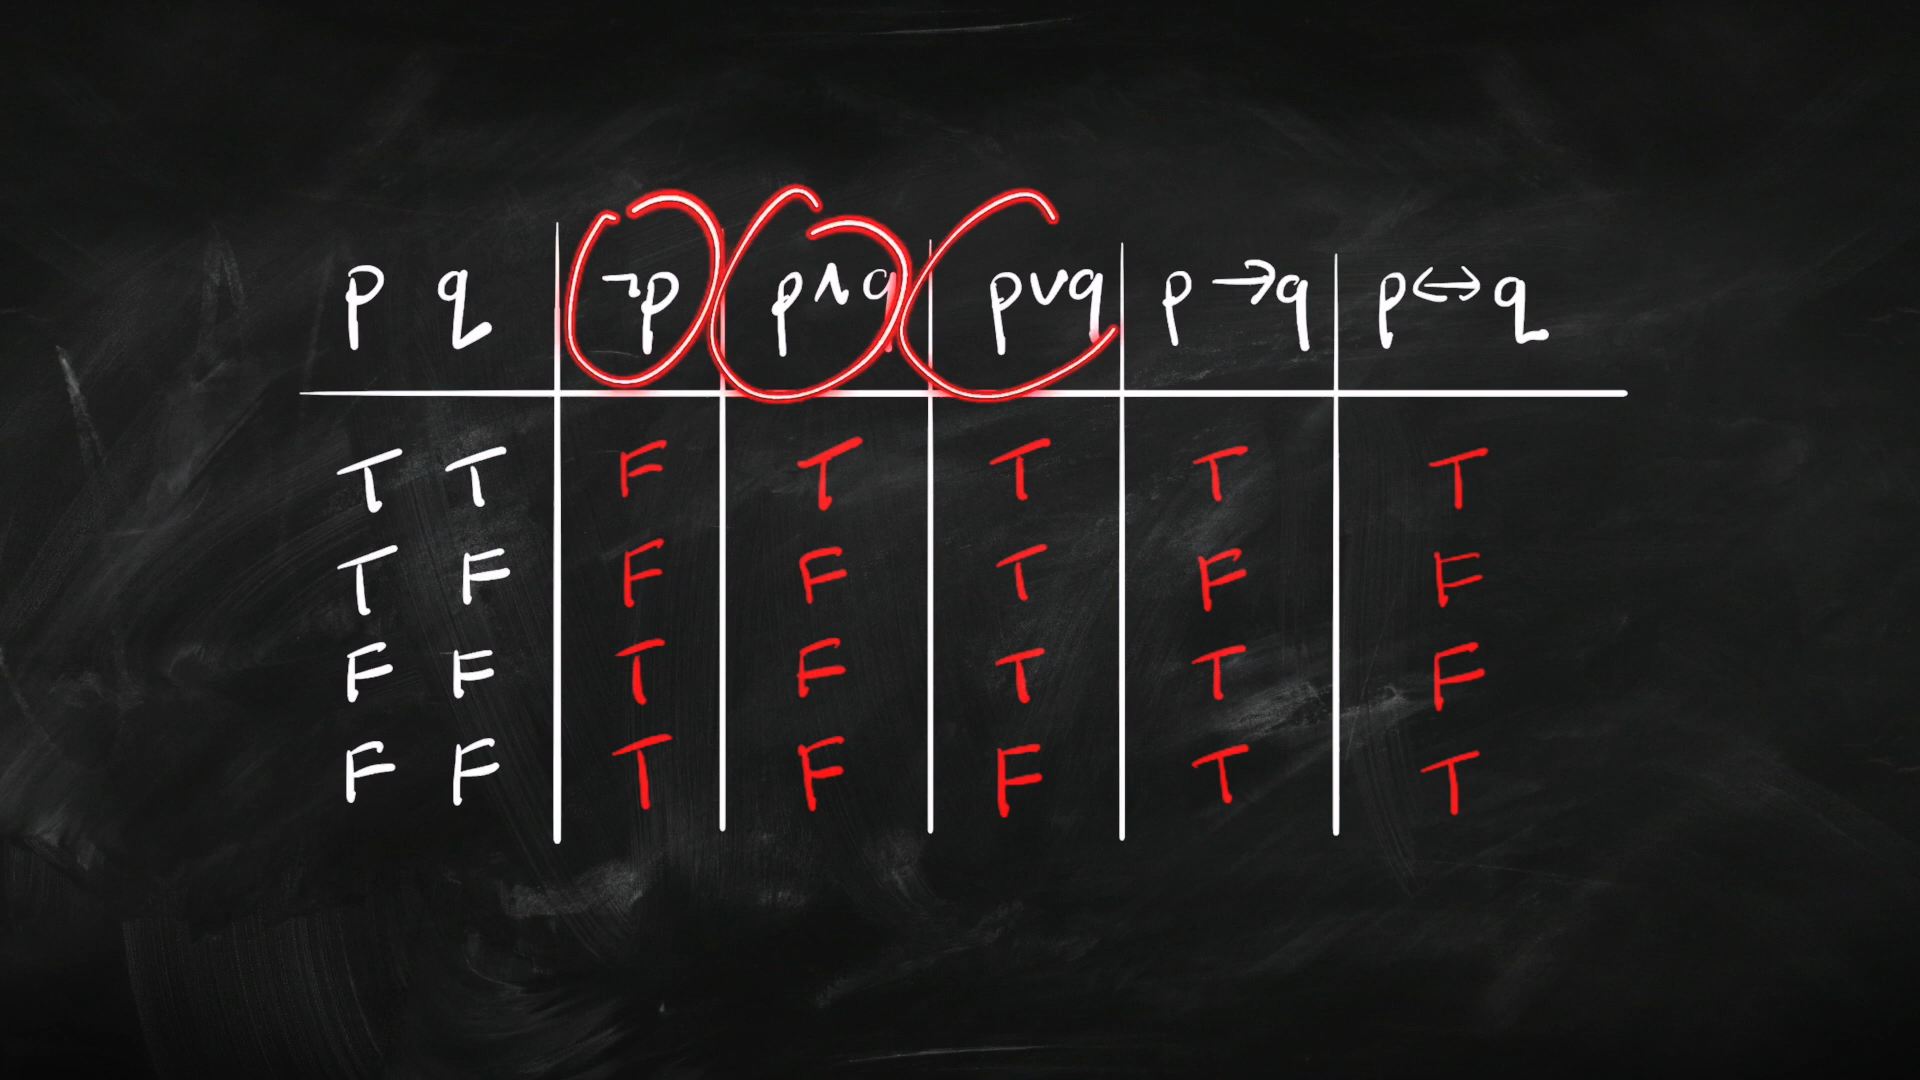 p q ¬p p∧q p∨q p→q p↔q
T T F T T T T
T F F F T F F
F F T F T T F
F F T F F T T